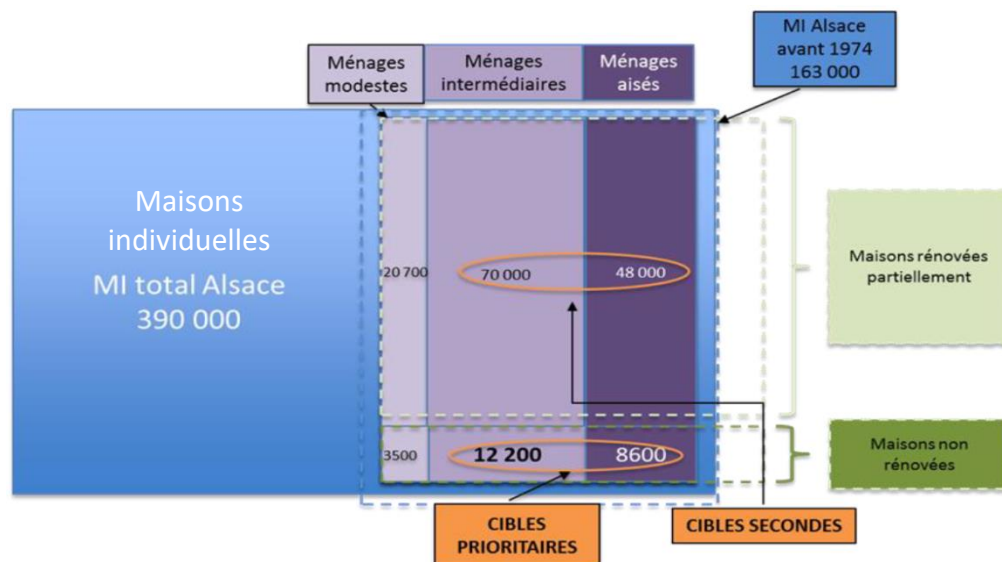 MI Alsace
avant 1974
163 000
Ménages
modestes
Ménages
intermédiaires
Ménages
aisés
Maisons
individuelles
MI total Alsace
390 000
20 700
70 000
48 000
Maisons rénovées
partiellement
3500
12 200
8600
Maisons non
rénovées
CIBLES
PRIORITAIRES
CIBLES SECONDES